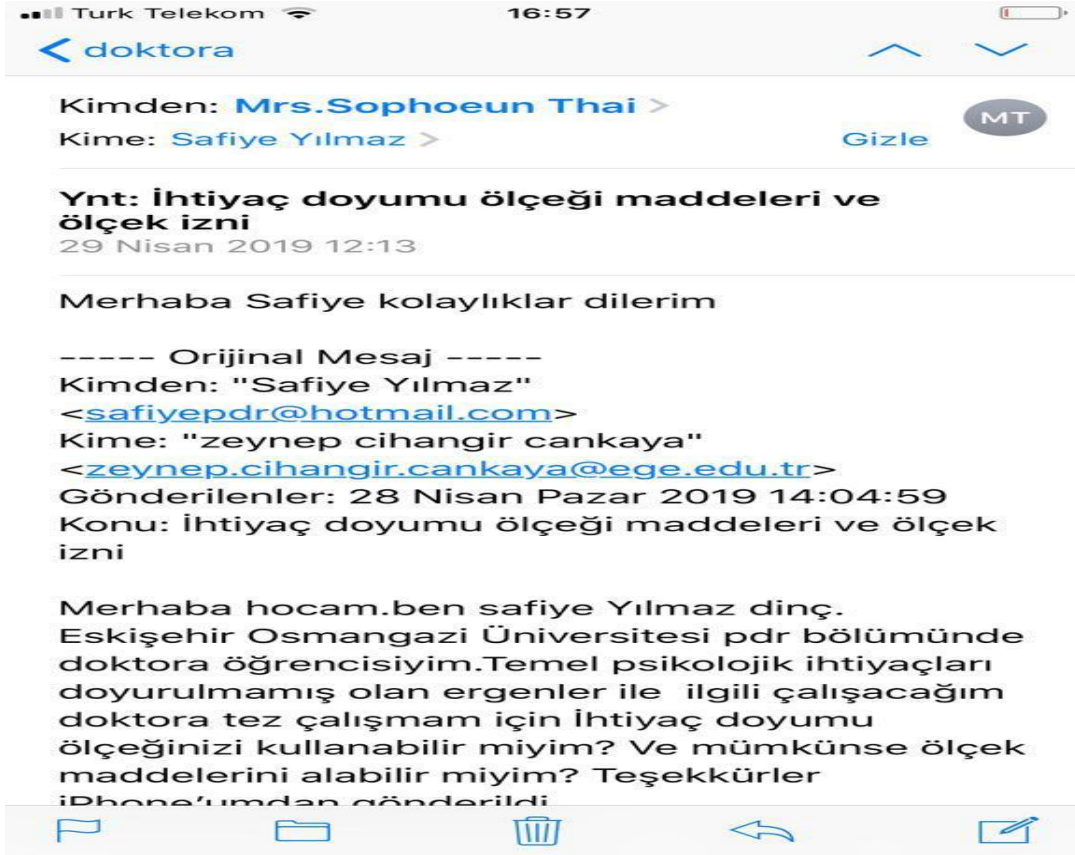 Turk Telekom 16:57
doktora
Kimden: Mrs.Sophoeun Thai >
MT
Kime: Safiye Yılmaz > Gizle
Ynt: İhtiyaç doyumu ölçeği maddeleri ve
ölçek izni
29 Nisan 2019 12:13
Merhaba Safiye kolaylıklar dilerim
----- Orijinal Mesaj -----
Kimden: "Safiye Yılmaz"
<safiyepdr@hotmail.com>
Kime: "zeynep cihangir cankaya"
<zeynep.cihangir.cankaya@ege.edu.tr>
Gönderilenler: 28 Nisan Pazar 2019 14:04:59
Konu: İhtiyaç doyumu ölçeği maddeleri ve ölçek
izni
Merhaba hocam.ben safiye Yılmaz dinç.
Eskişehir Osmangazi Üniversitesi pdr bölümünde
doktora öğrencisiyim.Temel psikolojik ihtiyaçları
doyurulmamış olan ergenler ile  ilgili çalışacağım
doktora tez çalışmam için İhtiyaç doyumu
ölçeğinizi kullanabilir miyim? Ve mümkünse ölçek
maddelerini alabilir miyim? Teşekkürler
iPhone'umdan gönderildi